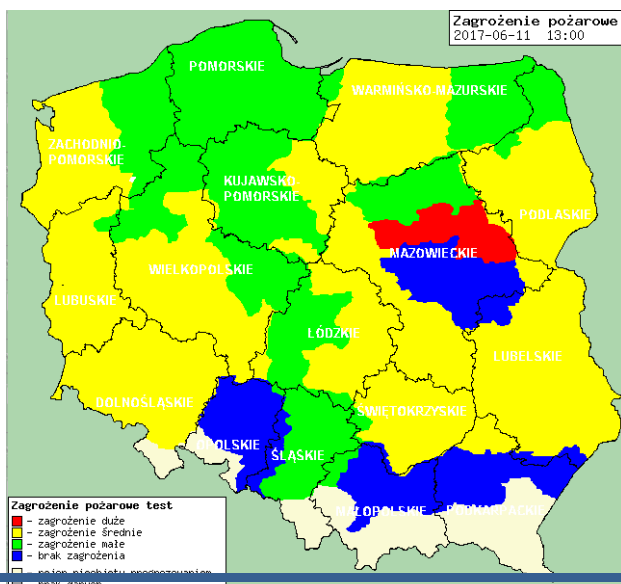 Zagrożenie pożarowe
2017-06-11 13:00
POMORSKIE
WARMIŃSKO-MAZURSKIE
ZACHODNIO-
POMORSKIE
KUJAWSKO-
POMORSKIE
PODLASKIE
MAZOWIECKIE
WIELKOPOLSKIE
LUBUSKIE
ŁÓDZKIE
LUBELSKIE
DOLNOŚLĄSKIE
ŚWIĘTOKRZYSKIE
OPOLSKIE
ŚLĄSKIE
MAŁOPOLSKIE
PODKARPACKIE
Zagrożenie pożarowe test
- zagrożenie duże
- zagrożenie średnie
- zagrożenie małe
- brak zagrożenia